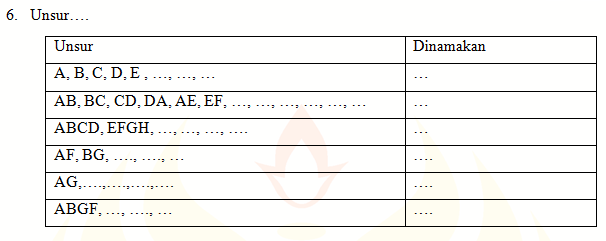 6. Unsur….
Unsur Dinamakan
A, B, C, D, E , …, …, … …
AB, BC, CD, DA, AE, EF, …, …, …, …, …, … …
ABCD, EFGH, …, …, …, …. …
AF, BG, …., …., … ….
AG,….,….,….,…. ….
ABGF, …, …., … ….